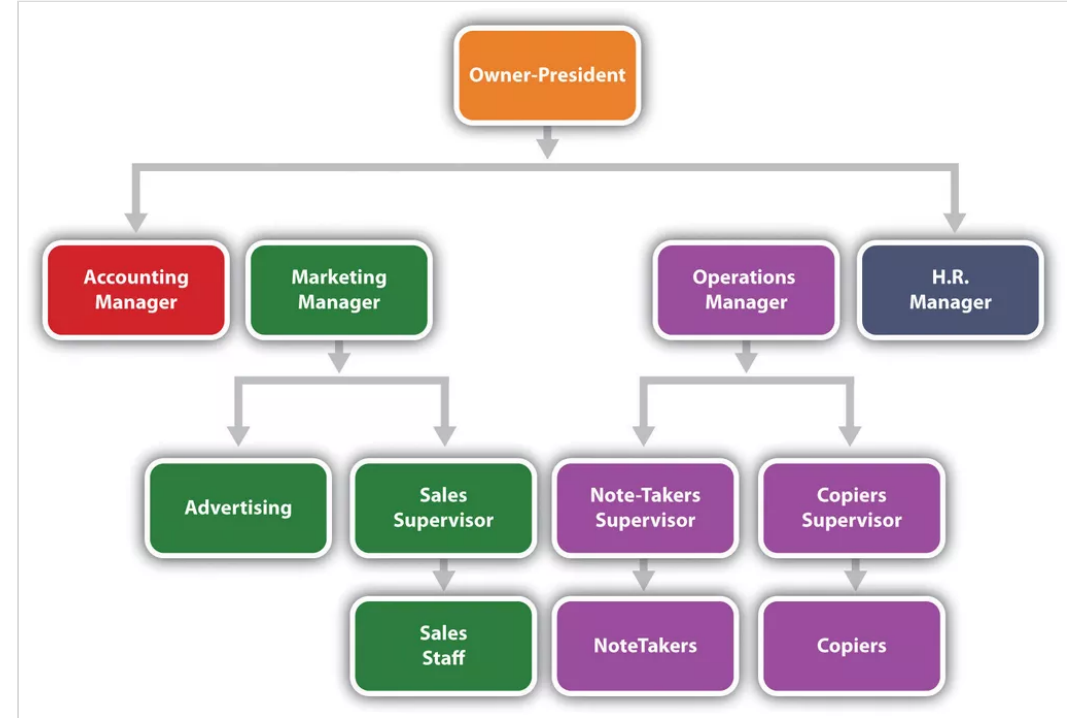 Owner-President
Accounting
Manager
Marketing
Manager
Operations
Manager
H.R.
Manager
Advertising
Sales
Supervisor
Note-Takers
Supervisor
Copiers
Supervisor
Sales
Staff
NoteTakers
Copiers